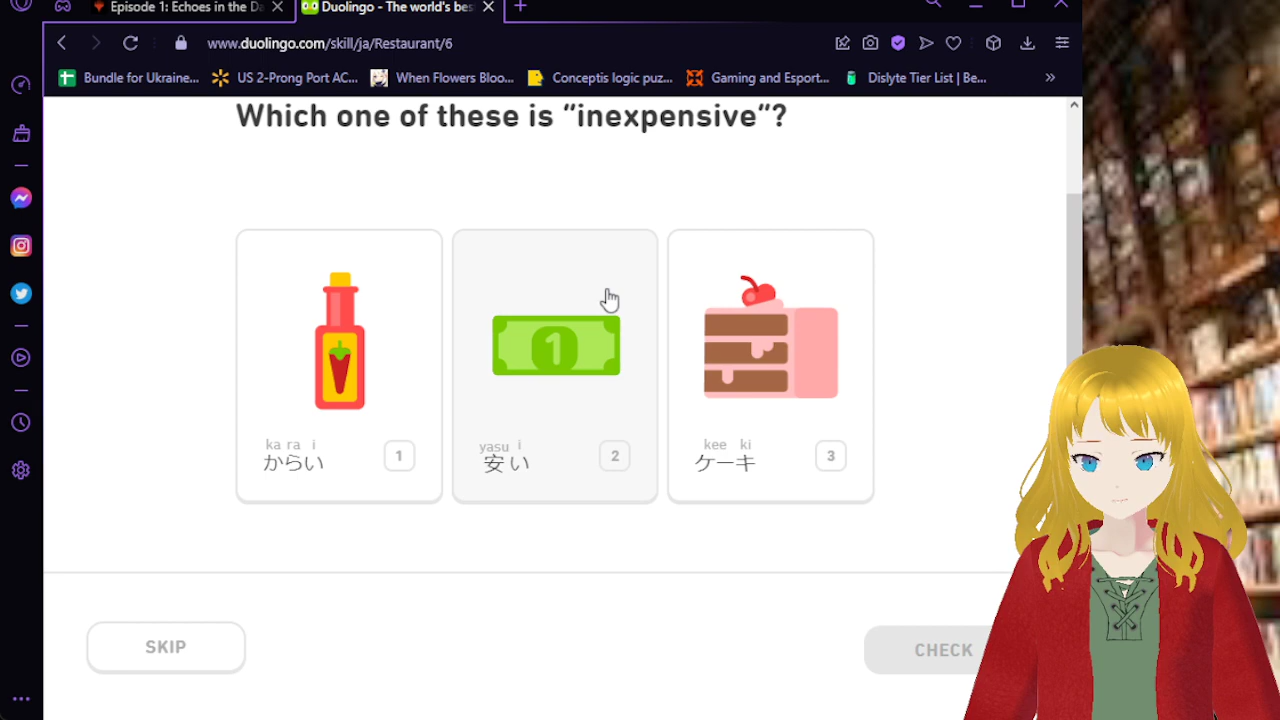 Episode 1: Echoes in the Da
Duolingo - The world's bes
www.duolingo.com/skill/ja/Restaurant/6
Bundle for Ukraine...
US 2-Prong Port AC...
When Flowers Bloo...
Conceptis logic puz...
Gaming and Esport...
Dislyte Tier List | Be...
Which one of these is “inexpensive”?
1
ka ra i
からい
1
yasu i
安い
2
kee ki
ケーキ
3
SKIP
CHECK